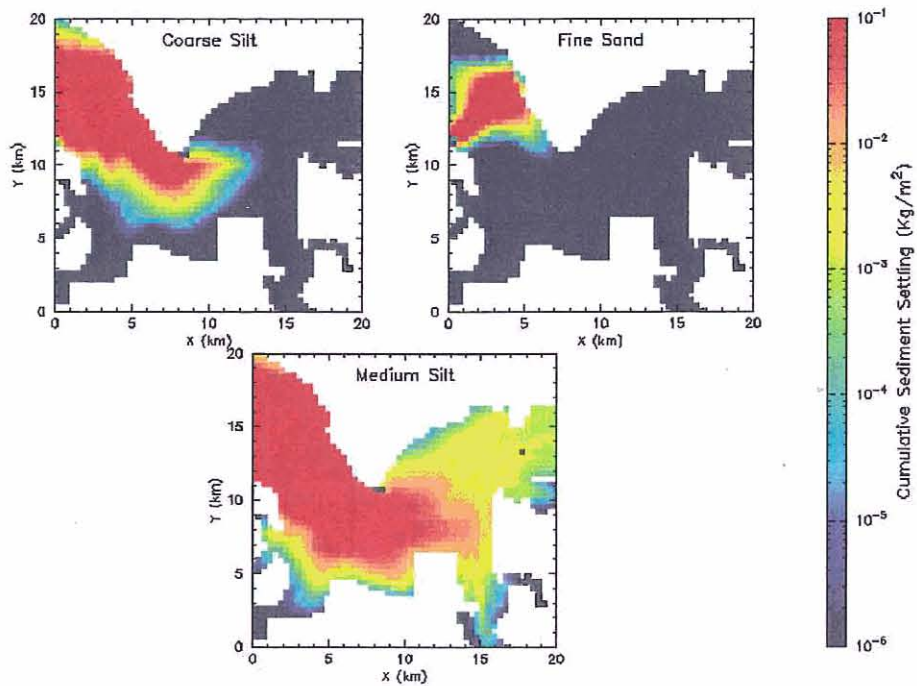 Coarse Silt
20
15
10
5
0
Y (km)
0 5 10 15 20
X (km)
Fine Sand
20
15
10
5
0
Y (km)
0 5 10 15 20
X (km)
Medium Silt
20
15
10
5
0
Y (km)
0 5 10 15 20
X (km)
10⁻¹
10⁻²
10⁻³
10⁻⁴
10⁻⁵
10⁻⁶
Cumulative Sediment Settling (Kg/m²)